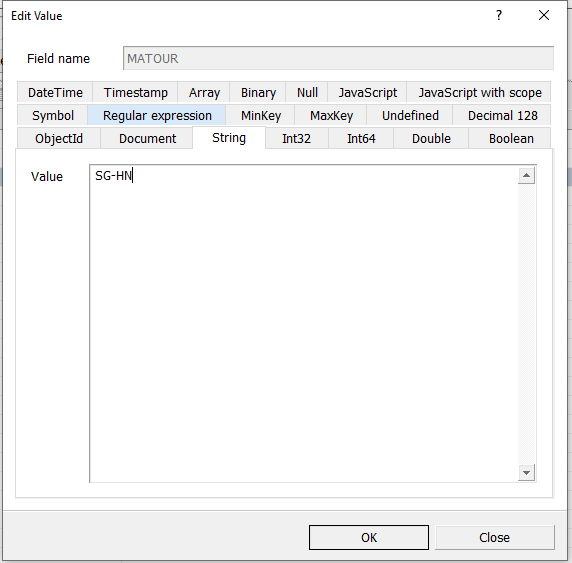 Edit Value
?
Field name
MATOUR
DateTime Timestamp Array Binary Null JavaScript JavaScript with scope
Symbol Regular expression MinKey MaxKey Undefined Decimal 128
ObjectId Document String Int32 Int64 Double Boolean
Value
SG-HN
OK Close